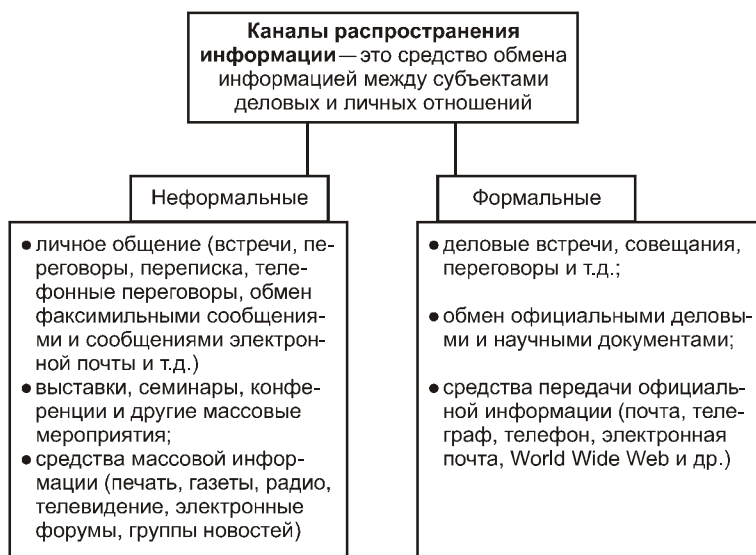 Каналы распространения
информации — это средство обмена
информацией между субъектами
деловых и личных отношений
Неформальные
• личное общение (встречи, пе-
реговоры, переписка, теле-
фонные переговоры, обмен
факсимильными сообщения-
ми и сообщениями электрон-
ной почты и т.д.)
• выставки, семинары, конфе-
ренции и другие массовые
мероприятия;
• средства массовой инфор-
мации (печать, газеты, радио,
телевидение, электронные
форумы, группы новостей)
Формальные
• деловые встречи, совещания,
переговоры и т.д.;
• обмен официальными деловы-
ми и научными документами;
• средства передачи официаль-
ной информации (почта, теле-
граф, телефон, электронная
почта, World Wide Web и др.)